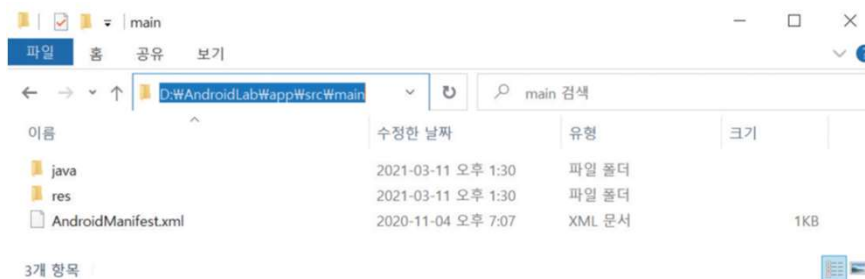 main
파일 홈 공유 보기
D:₩AndroidLab₩app₩src₩main main 검색
이름 수정한 날짜 유형 크기
java 2021-03-11 오후 1:30 파일 폴더
res 2021-03-11 오후 1:30 파일 폴더
AndroidManifest.xml 2020-11-04 오후 7:07 XML 문서 1KB
3개 항목